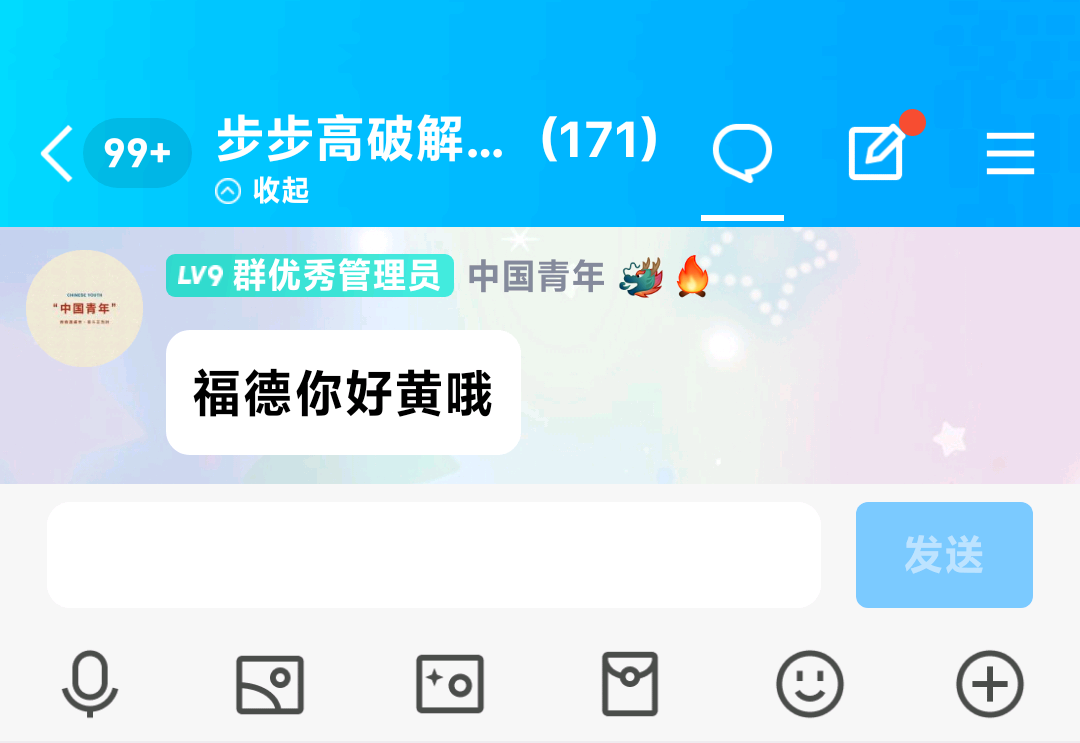 99+
步步高破解... （171）
收起
LV9 群优秀管理员 中国青年
CHINESE YOUTH
“中国青年”
福德你好黄哦
发送